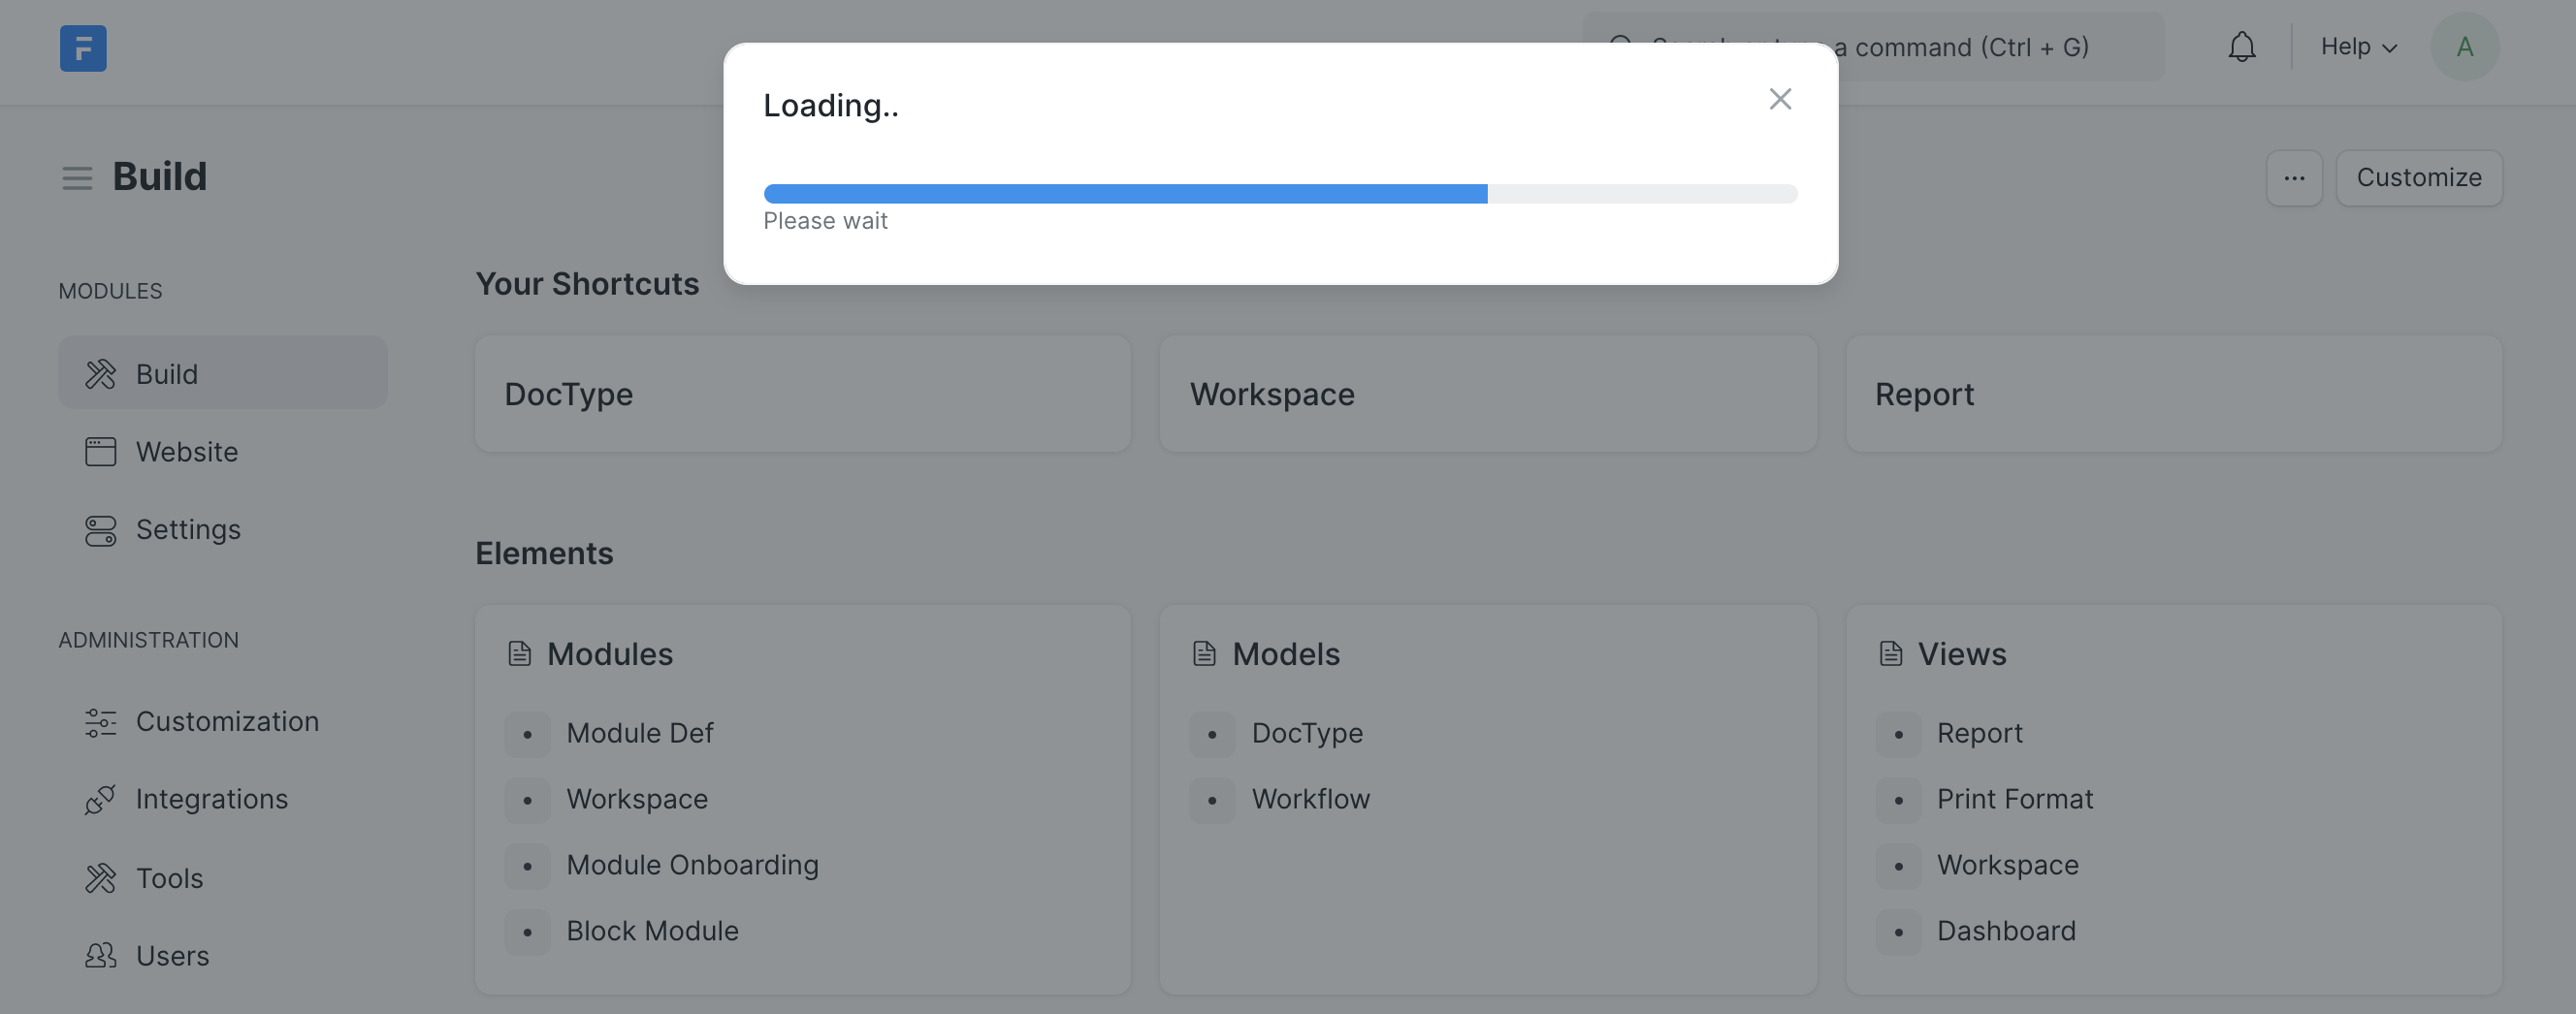 F
a command (Ctrl + G)
Help
A
Loading..
Please wait
Build
···
Customize
MODULES
Build
Website
Settings
ADMINISTRATION
Customization
Integrations
Tools
Users
Your Shortcuts
DocType
Workspace
Report
Elements
Modules
Module Def
Workspace
Module Onboarding
Block Module
Models
DocType
Workflow
Views
Report
Print Format
Workspace
Dashboard